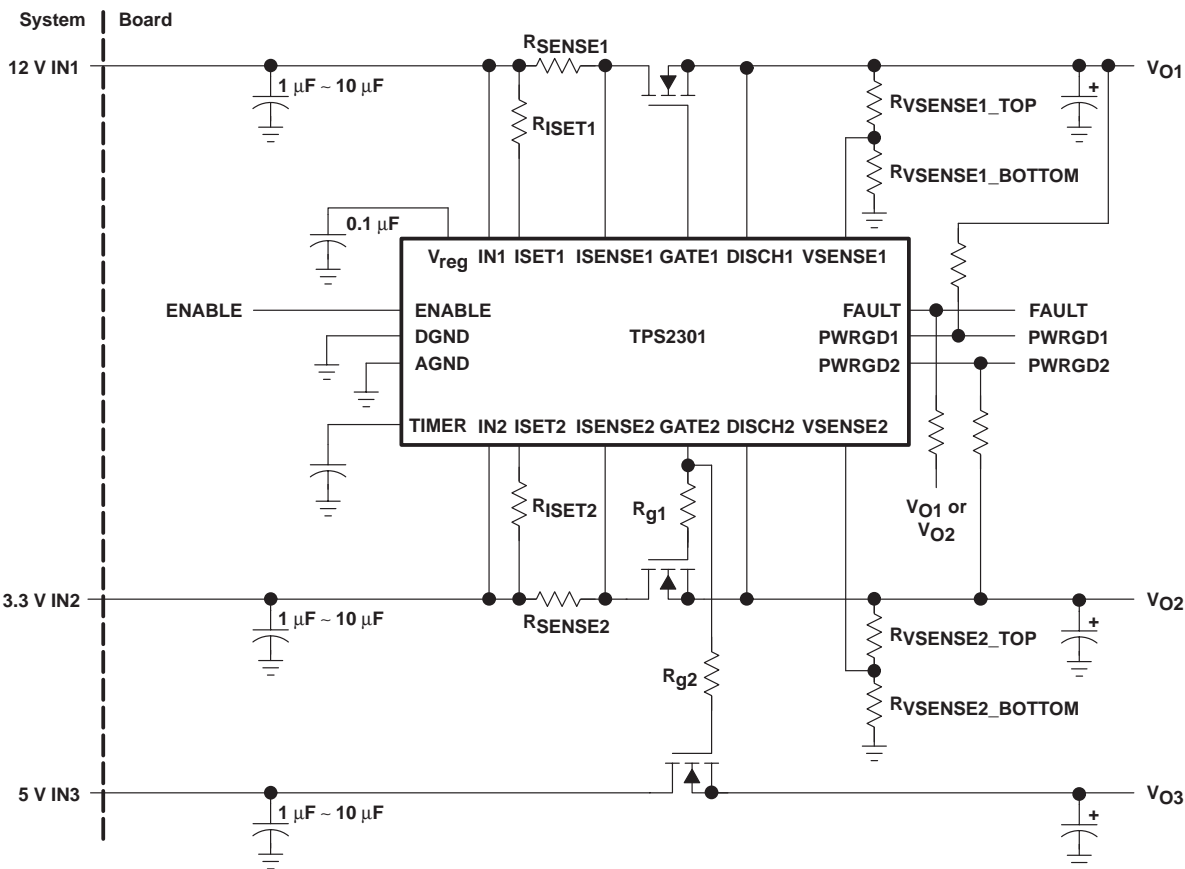 System Board
RSENSE1
12 V IN1
VO1
1 μF ~ 10 μF
+
RVSENSE1_TOP
RISET1
RVSENSE1_BOTTOM
0.1 μF
Vreg IN1 ISET1 ISENSE1 GATE1 DISCH1 VSENSE1
ENABLE
ENABLE
FAULT
FAULT
DGND
TPS2301
PWRGD1
PWRGD1
AGND
PWRGD2
PWRGD2
TIMER IN2 ISET2 ISENSE2 GATE2 DISCH2 VSENSE2
RISET2
Rg1
VO1 or
VO2
3.3 V IN2
VO2
1 μF ~ 10 μF
RSENSE2
+
RVSENSE2_TOP
Rg2
RVSENSE2_BOTTOM
5 V IN3
VO3
1 μF ~ 10 μF
+